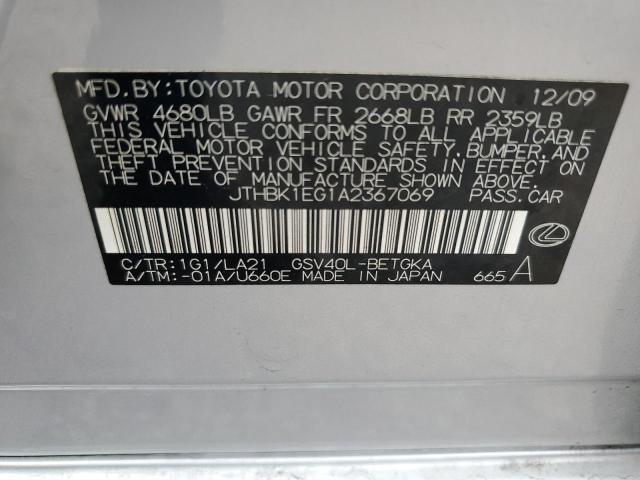 MFD. BY: TOYOTA MOTOR CORPORATION 12/09
GVWR 4680LB GAWR FR 2668LB RR 2359LB
THIS VEHICLE CONFORMS TO ALL APPLICABLE
FEDERAL MOTOR VEHICLE SAFETY, BUMPER, AND
THEFT PREVENTION STANDARDS IN EFFECT ON
THE DATE OF MANUFACTURE SHOWN ABOVE.
JTHBK1EG1A2367069 PASS.CAR
C/TR:1G1/LA21 GSV40L-BETGKA
A/TM:-01A/U660E MADE IN JAPAN 665 A